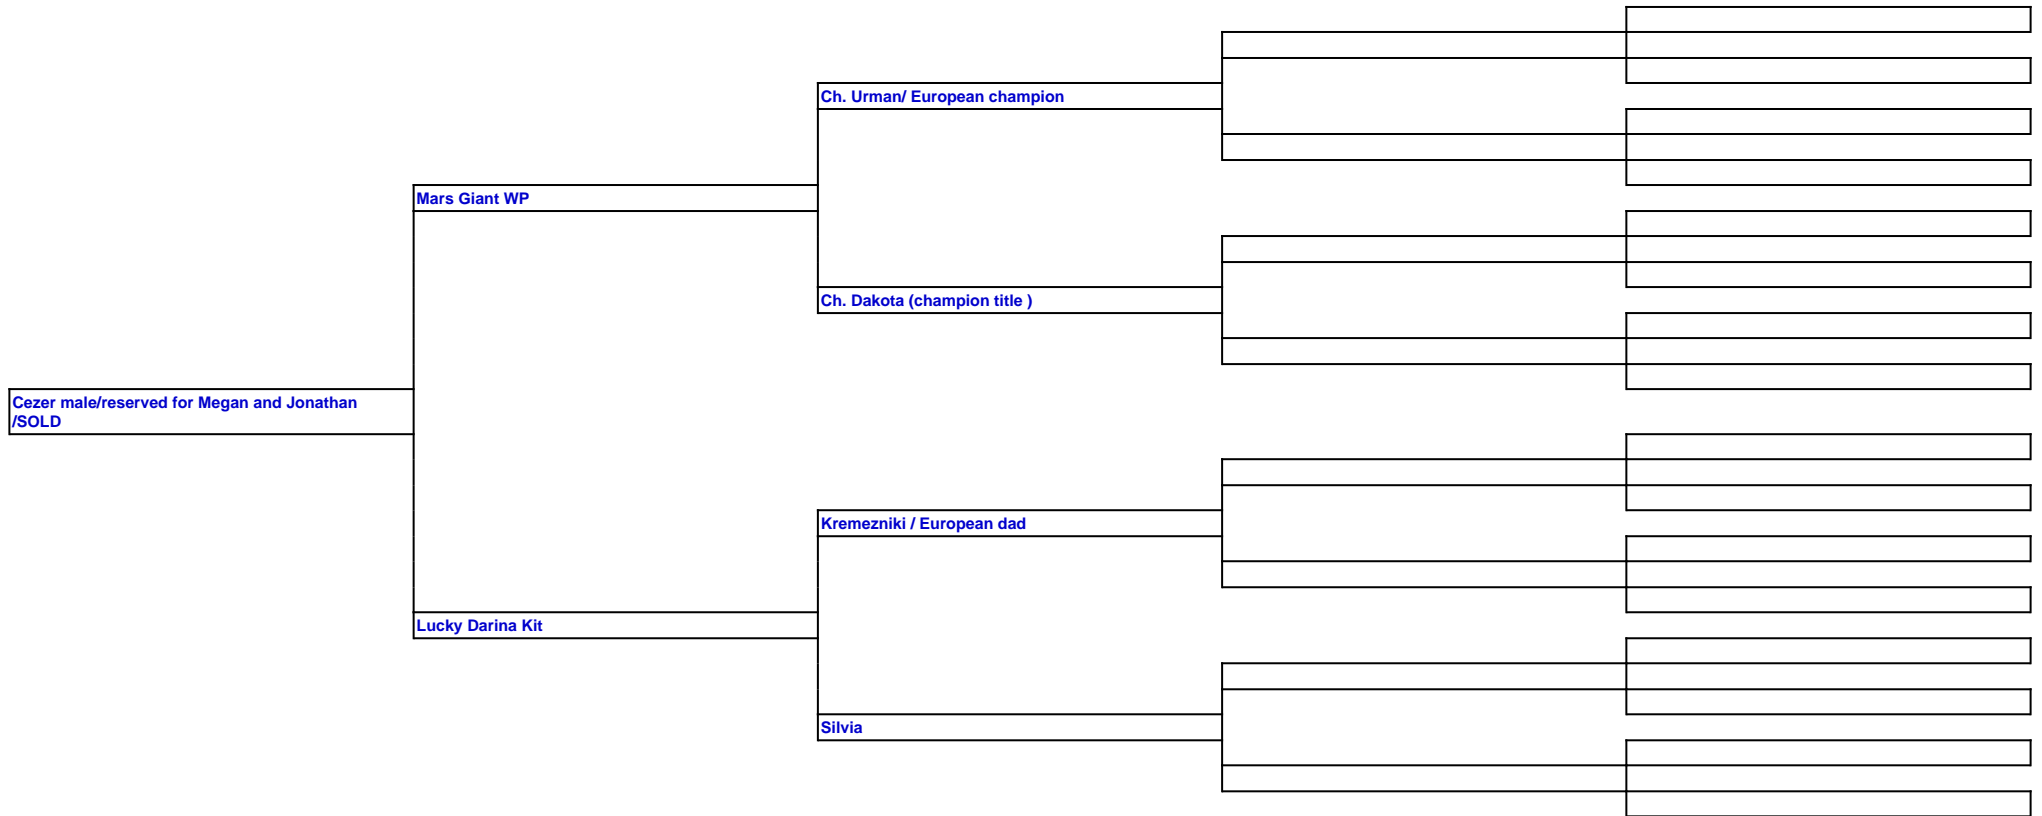 Ch. Urman/ European champion
Mars Giant WP
Ch. Dakota (champion title )
Cezer male/reserved for Megan and Jonathan
/SOLD
Kremezniki / European dad
Lucky Darina Kit
Silvia